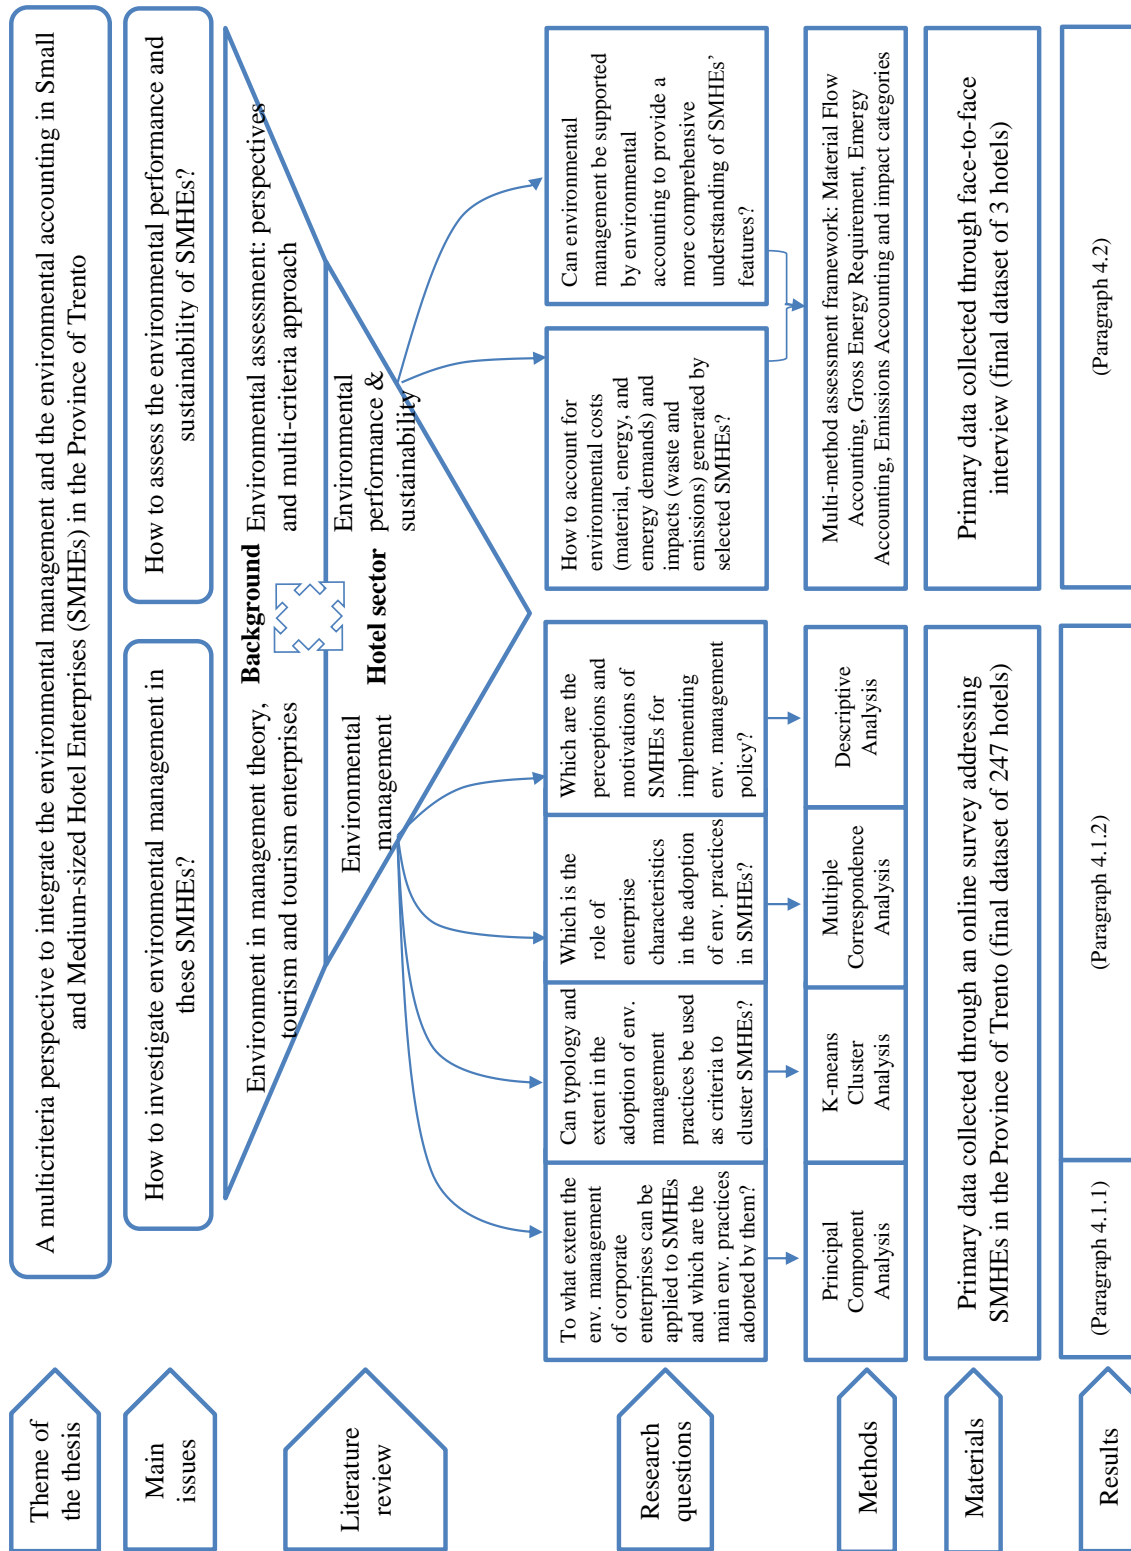 Theme of
the thesis
A multicriteria perspective to integrate the environmental management and the environmental accounting in Small
and Medium-sized Hotel Enterprises (SMHEs) in the Province of Trento
Main
issues
How to investigate environmental management in
these SMHEs?
How to assess the environmental performance and
sustainability of SMHEs?
Literature
review
Background
Environment in management theory,
tourism and tourism enterprises
Environmental assessment: perspectives
and multi-criteria approach
Hotel sector
Environmental
management
Environmental
performance &
sustainability
Research
questions
To what extent the
env. management
of corporate
enterprises can be
applied to SMHEs
and which are the
main env. practices
adopted by them?
Can typology and
extent in the
adoption of env.
management
practices be used
as criteria to
cluster SMHEs?
Which is the
role of
enterprise
characteristics
in the adoption
of env. practices
in SMHEs?
Which are the
perceptions and
motivations of
SMHEs for
implementing
env. management
policy?
How to account for
environmental costs
(material, energy, and
emergy demands) and
impacts (waste and
emissions) generated by
selected SMHEs?
Can environmental
management be supported
by environmental
accounting to provide a
more comprehensive
understanding of SMHEs’
features?
Methods
Principal
Component
Analysis
K-means
Cluster
Analysis
Multiple
Correspondence
Analysis
Descriptive
Analysis
Multi-method assessment framework: Material Flow
Accounting, Gross Energy Requirement, Emergy
Accounting, Emissions Accounting and impact categories
Materials
Primary data collected through an online survey addressing
SMHEs in the Province of Trento (final dataset of 247 hotels)
Primary data collected through face-to-face
interview (final dataset of 3 hotels)
Results
(Paragraph 4.1.1)
(Paragraph 4.1.2)
(Paragraph 4.2)